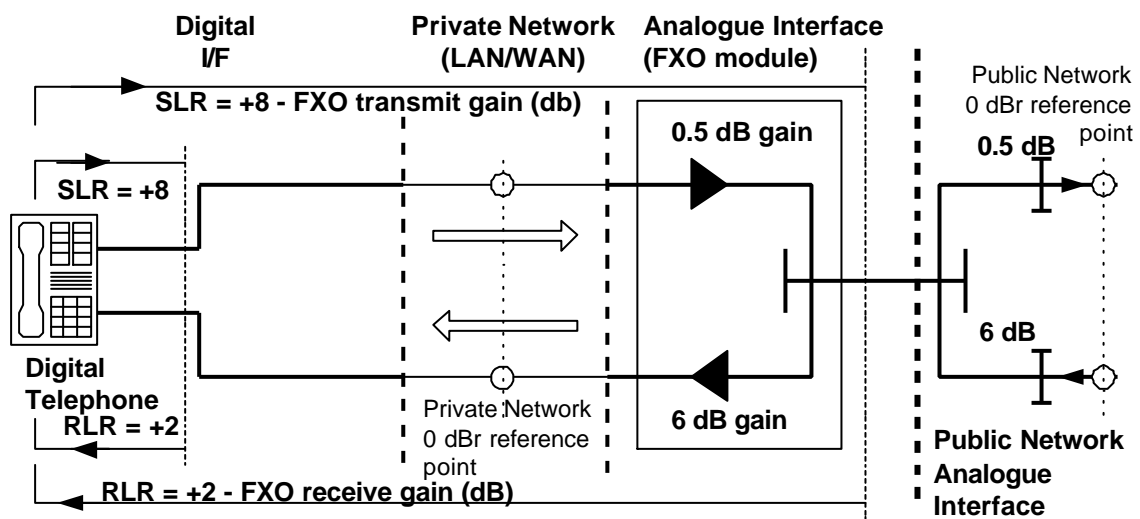 Digital
I/F
Private Network
(LAN/WAN)
Analogue Interface
(FXO module)
Public Network
0 dBr reference
point
SLR = +8 - FXO transmit gain (db)
0.5 dB gain
0.5 dB
SLR = +8
6 dB
Digital
Telephone
RLR = +2
Private Network
0 dBr reference
point
6 dB gain
Public Network
Analogue
Interface
RLR = +2 - FXO receive gain (dB)